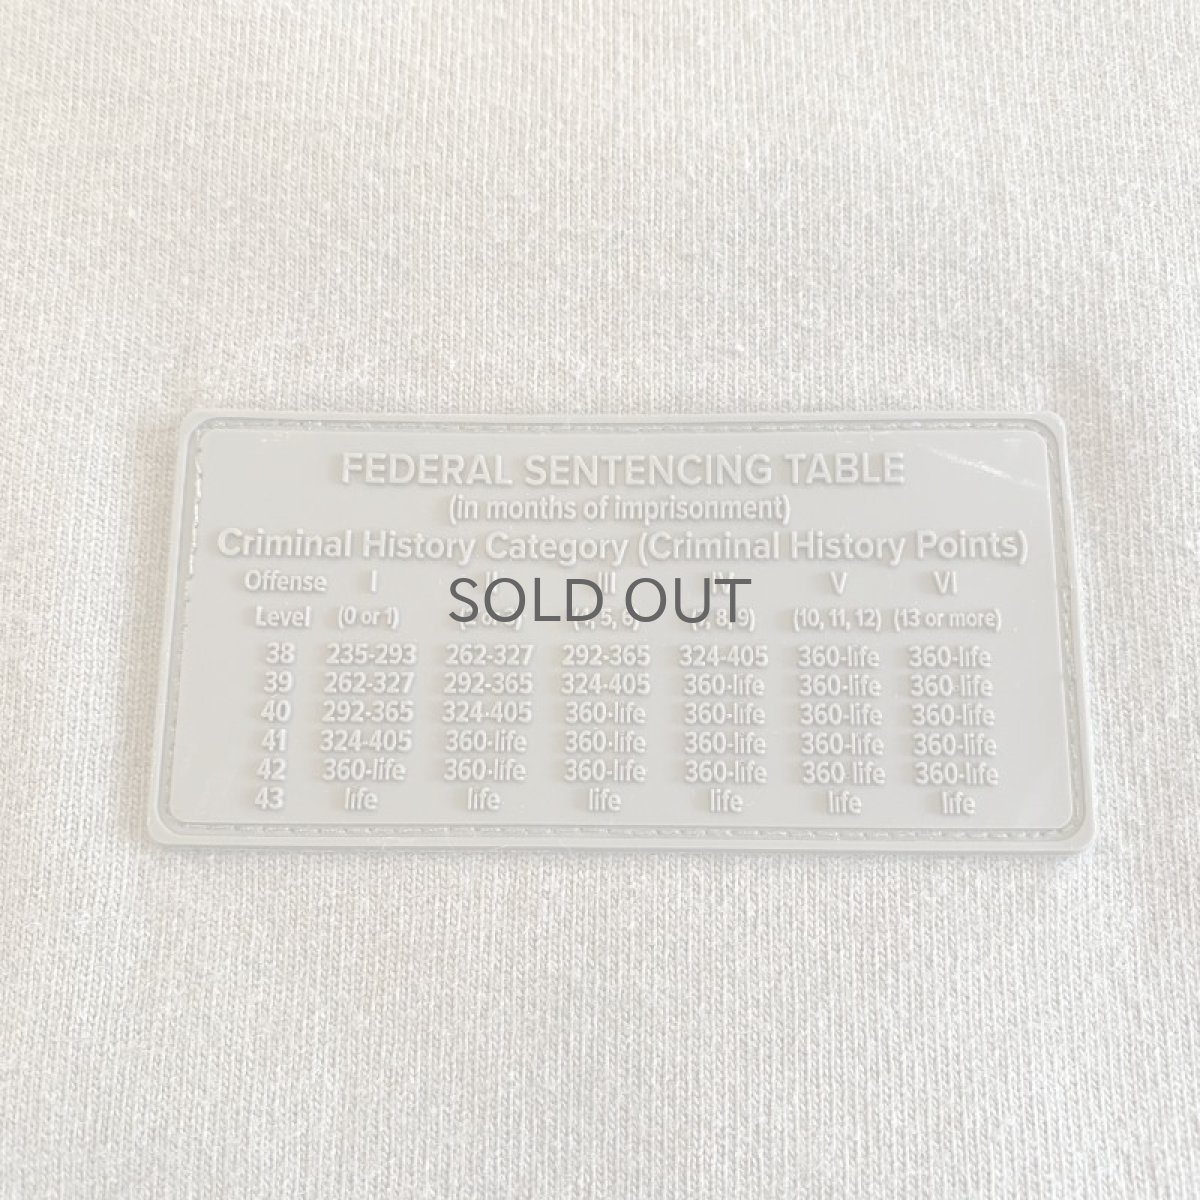 FEDERAL SENTENCING TABLE
(in months of imprisonment)
Criminal History Category (Criminal History Points)
Offense I II III IV V VI
SOLD OUT
Level (0 or 1) (10, 11, 12) (13 or more)
38 235-293 262-327 292-365 324-405 360-life 360-life
39 262-327 292-365 324-405 360-life 360-life 360-life
40 292-365 324-405 360-life 360-life 360-life 360-life
41 324-405 360-life 360-life 360-life 360-life 360-life
42 360-life 360-life 360-life 360-life 360-life 360-life
43 life life life life life life